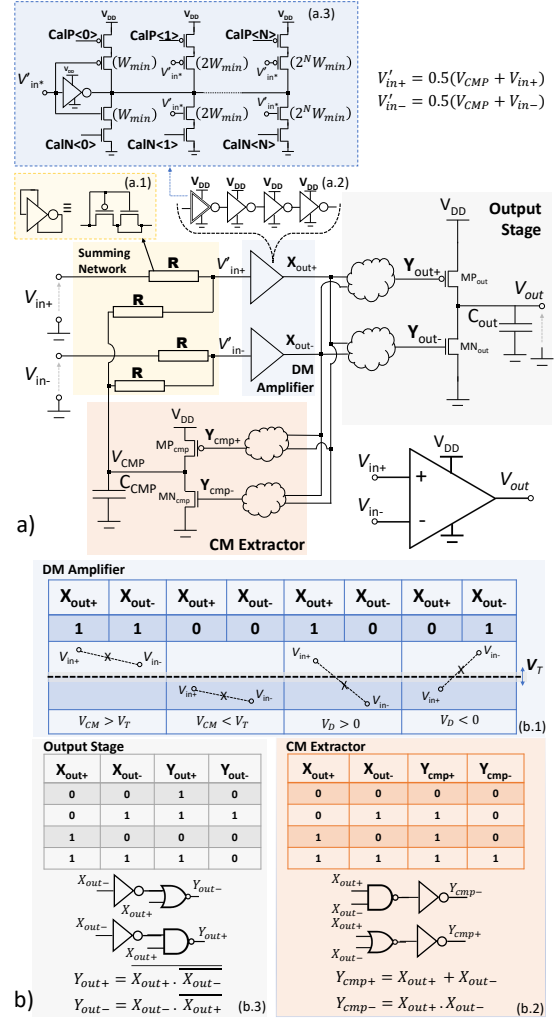 (a.3)
V_DD V_DD V_DD
CalP<0> CalP<1> CalP<N>
(W_min) V'_in* (2W_min) V'_in* (2^N W_min)
V'_in* V_DD
(W_min) V'_in* (2W_min) V'_in* (2^N W_min)
CalN<0> CalN<1> CalN<N>
V'_in+ = 0.5(V_CMP + V_in+)
V'_in− = 0.5(V_CMP + V_in−)
(a.1)
≡
(a.2)
V_DD V_DD V_DD V_DD
Output
Stage
V_DD
Summing
Network
R V'_in+ X_out+ Y_out+ MP_out V_out
V_in+
R
C_out
R V'_in- X_out- Y_out- MN_out
V_in-
R
DM
Amplifier
V_DD
MP_cmp Y_cmp+
V_CMP
C_CMP
MN_cmp Y_cmp-
CM Extractor
V_DD
V_in+ + V_out
V_in- -
a)
DM Amplifier
X_out+ X_out- X_out+ X_out- X_out+ X_out- X_out+ X_out-
1 1 0 0 1 0 0 1
V_in+ X V_in- V_in+ X V_in- V_in+ X V_in- V_in+ X V_in- V_T
V_CM > V_T V_CM < V_T V_D > 0 V_D < 0
(b.1)
Output Stage
X_out+ X_out- Y_out+ Y_out-
0 0 1 0
0 1 1 1
1 0 0 0
1 1 1 0
X_out− X_out+ Y_out−
X_out− X_out+ Y_out+
Y_out+ = \overline{X_out+ . \overline{X_out−}}
Y_out− = X_out− . \overline{X_out+}
(b.3)
CM Extractor
X_out+ X_out- Y_cmp+ Y_cmp-
0 0 0 0
0 1 1 0
1 0 1 0
1 1 1 1
X_out+ X_out− Y_cmp−
X_out+ X_out− Y_cmp+
Y_cmp+ = X_out+ + X_out−
Y_cmp− = X_out+ . X_out−
(b.2)
b)